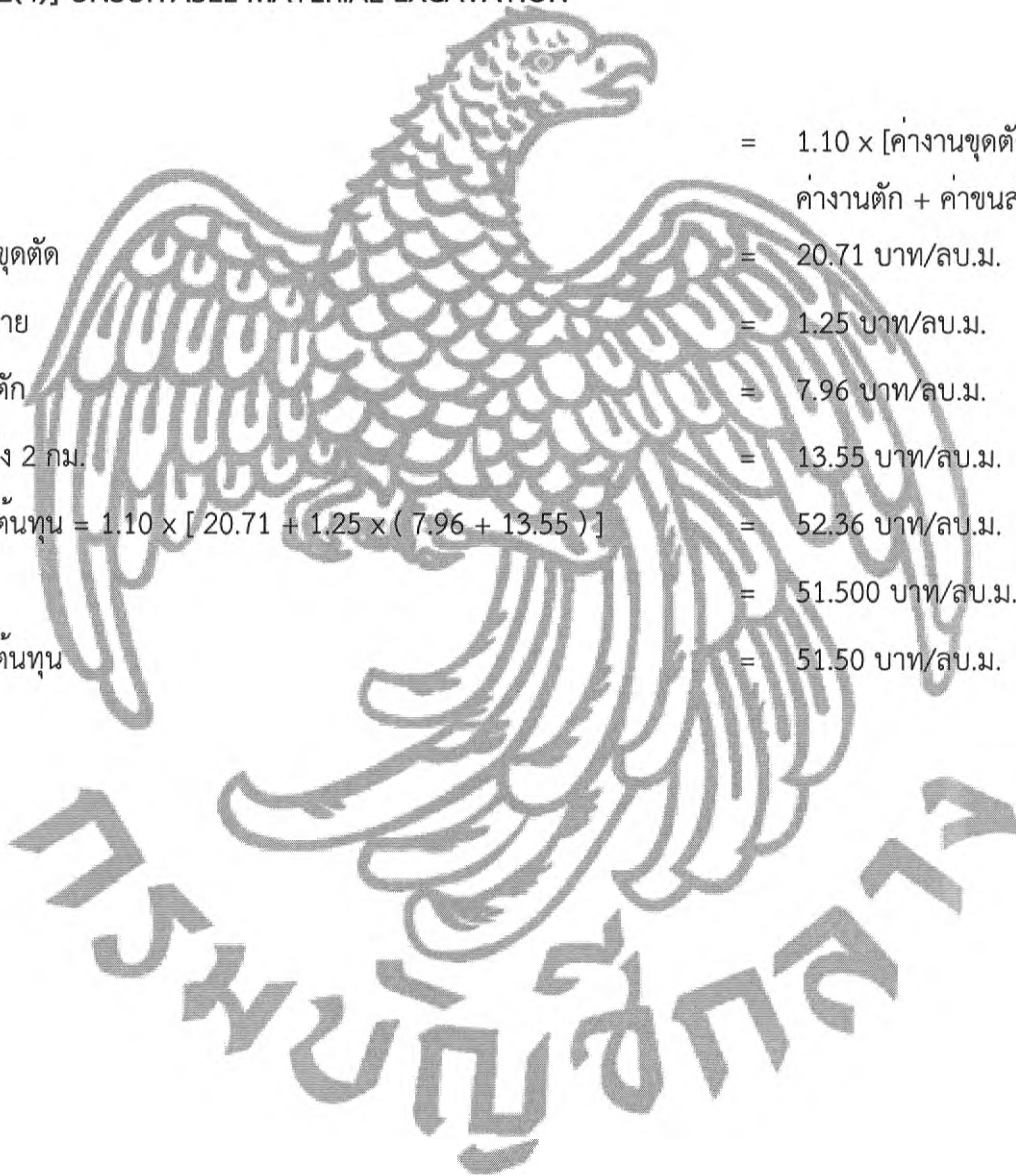 UNSUITABLE MATERIAL EXCAVATION
= 1.10 x [ค่างานขุดตั
ค่างานตัก + ค่าขนส
ขุดตัด = 20.71 บาท/ลบ.ม.
าย = 1.25 บาท/ลบ.ม.
ตัก = 7.96 บาท/ลบ.ม.
ง 2 กม. = 13.55 บาท/ลบ.ม.
ต้นทุน = 1.10 x [ 20.71 + 1.25 x ( 7.96 + 13.55 ) ] = 52.36 บาท/ลบ.ม.
= 51.500 บาท/ลบ.ม.
ต้นทุน = 51.50 บาท/ลบ.ม.
กรมบัญชีกลาง